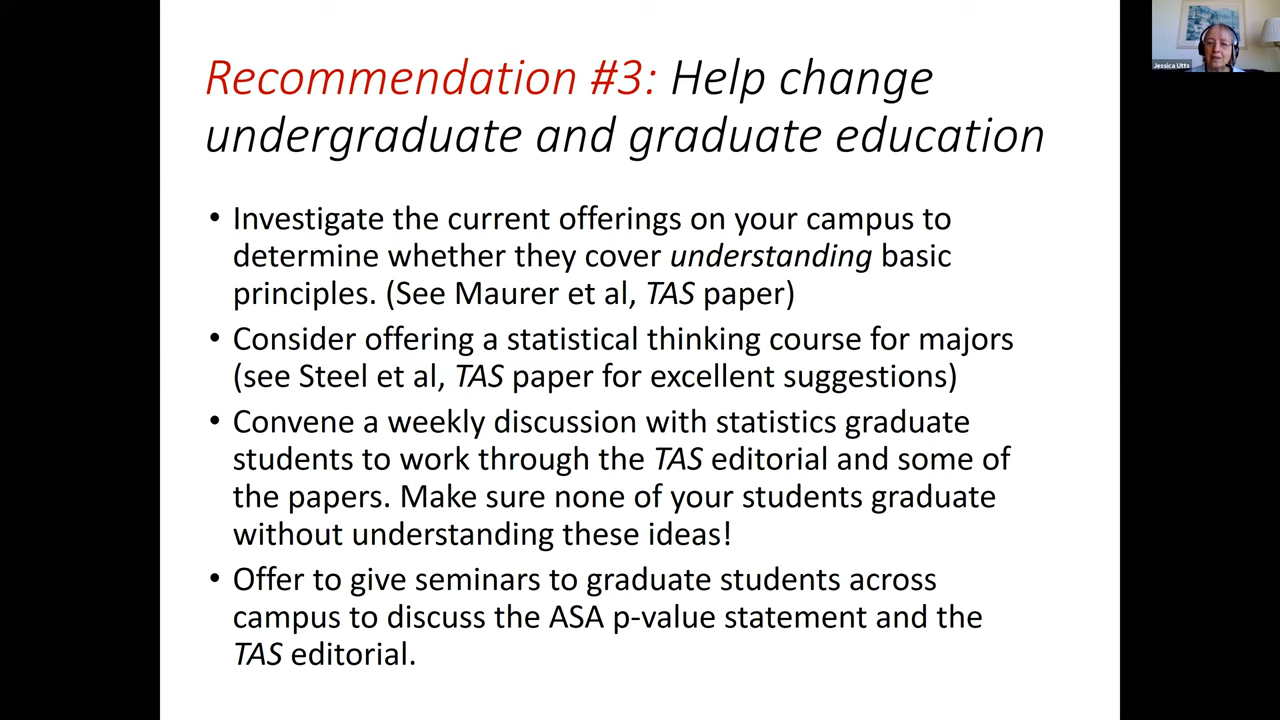 Recommendation #3: Help change
undergraduate and graduate education
• Investigate the current offerings on your campus to
determine whether they cover understanding basic
principles. (See Maurer et al, TAS paper)
• Consider offering a statistical thinking course for majors
(see Steel et al, TAS paper for excellent suggestions)
• Convene a weekly discussion with statistics graduate
students to work through the TAS editorial and some of
the papers. Make sure none of your students graduate
without understanding these ideas!
• Offer to give seminars to graduate students across
campus to discuss the ASA p-value statement and the
TAS editorial.
Jessica Utts